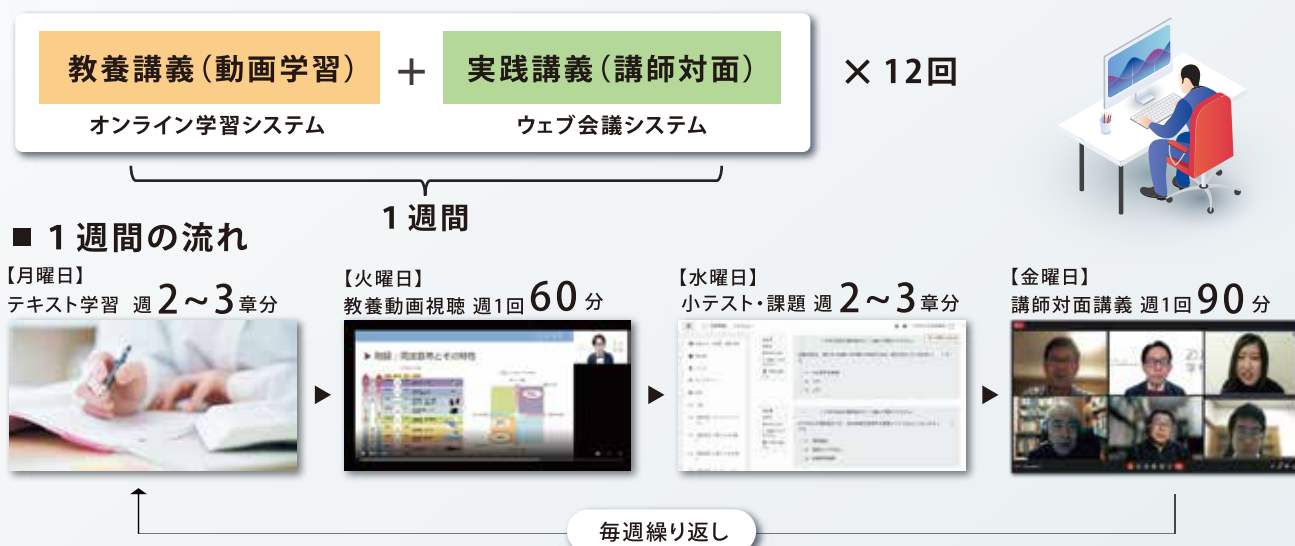 教養講義(動画学習) + 実践講義(講師対面) × 12回
オンライン学習システム ウェブ会議システム
1週間
■ 1週間の流れ
【月曜日】
テキスト学習 週2~3章分
【火曜日】
教養動画視聴 週1回60分
【水曜日】
小テスト・課題 週2~3章分
【金曜日】
講師対面講義 週1回90分
毎週繰り返し